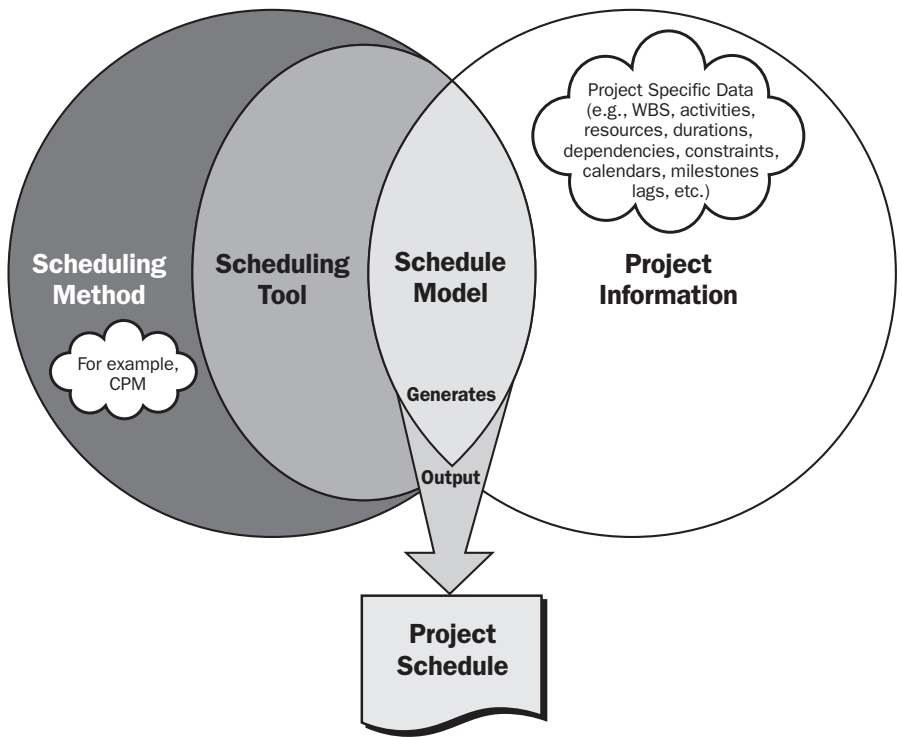 Project Specific Data
(e.g., WBS, activities,
resources, durations,
dependencies, constraints,
calendars, milestones
lags, etc.)
Scheduling
Method
Scheduling
Tool
Schedule
Model
Project
Information
For example,
CPM
Generates
Output
Project
Schedule